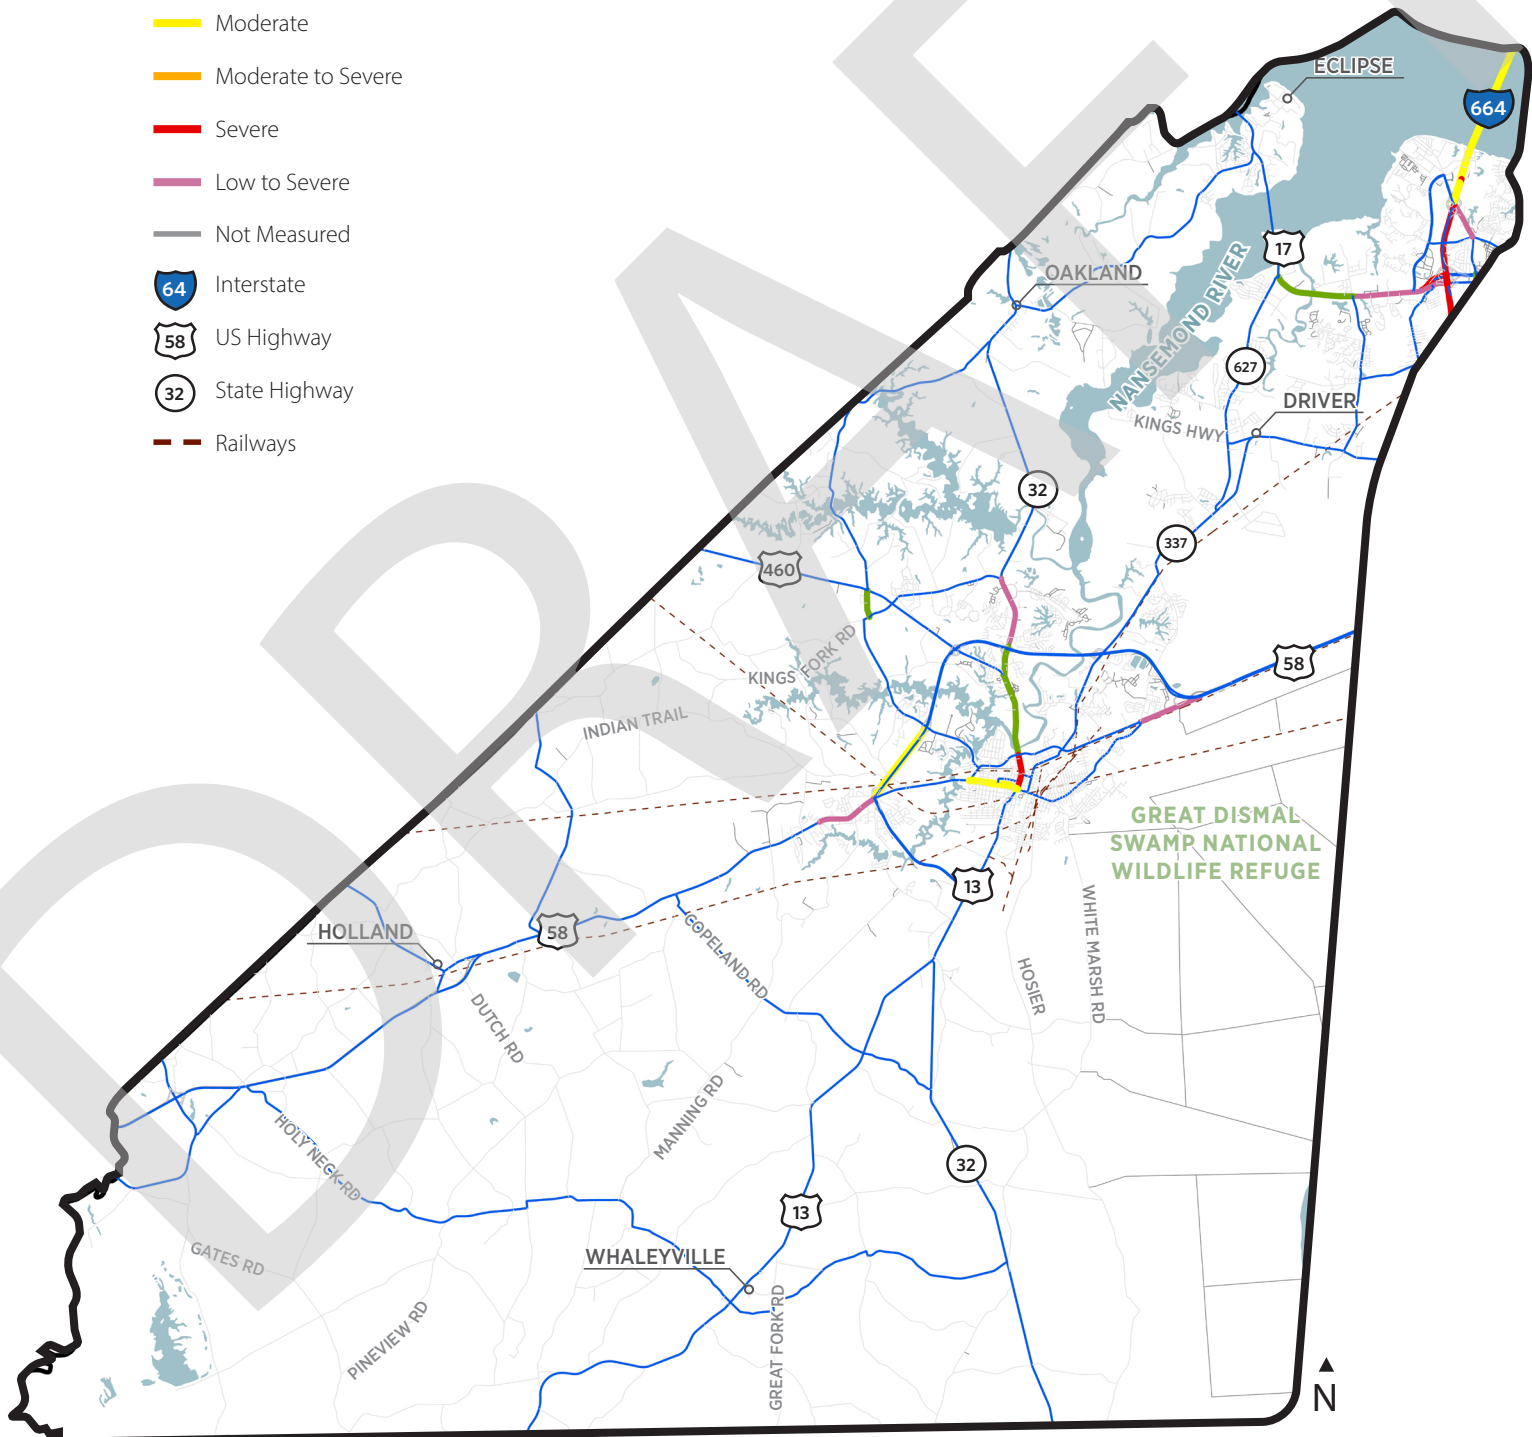 Moderate
Moderate to Severe
Severe
Low to Severe
Not Measured
64 Interstate
58 US Highway
32 State Highway
Railways
DRAFT
ECLIPSE
664
17
OAKLAND
NANSEMOND RIVER
627
DRIVER
KINGS HWY
32
337
460
KINGS FORK RD
58
INDIAN TRAIL
GREAT DISMAL
SWAMP NATIONAL
WILDLIFE REFUGE
13
HOLLAND
58
COPELAND RD
WHITE MARSH RD
HOSIER
DUTCH RD
MANNING RD
HOLY NECK RD
32
13
GATES RD
WHALEYVILLE
PINEVIEW RD
GREAT FORK RD
N